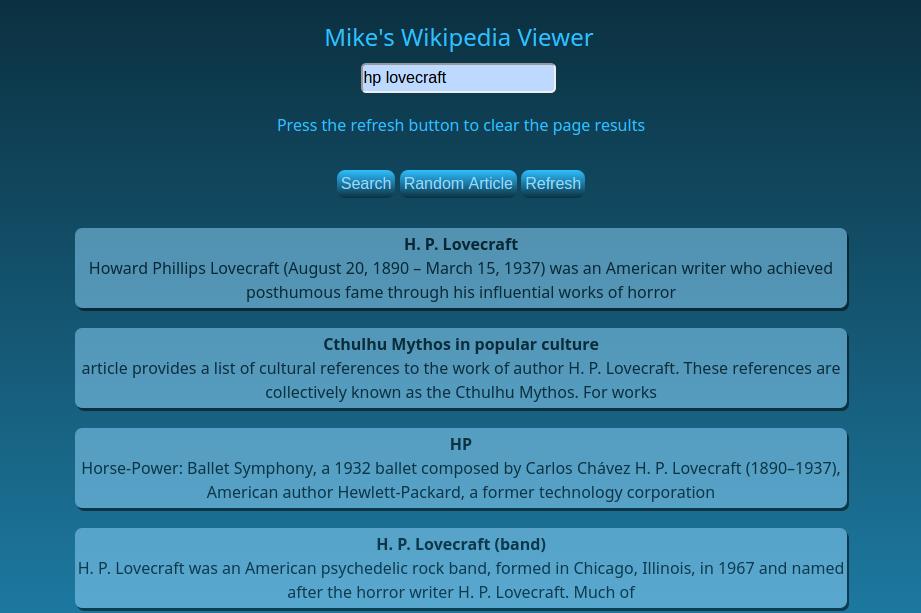 Mike's Wikipedia Viewer
hp lovecraft
Press the refresh button to clear the page results
Search Random Article Refresh
H. P. Lovecraft
Howard Phillips Lovecraft (August 20, 1890 – March 15, 1937) was an American writer who achieved
posthumous fame through his influential works of horror
Cthulhu Mythos in popular culture
article provides a list of cultural references to the work of author H. P. Lovecraft. These references are
collectively known as the Cthulhu Mythos. For works
HP
Horse-Power: Ballet Symphony, a 1932 ballet composed by Carlos Chávez H. P. Lovecraft (1890–1937),
American author Hewlett-Packard, a former technology corporation
H. P. Lovecraft (band)
H. P. Lovecraft was an American psychedelic rock band, formed in Chicago, Illinois, in 1967 and named
after the horror writer H. P. Lovecraft. Much of